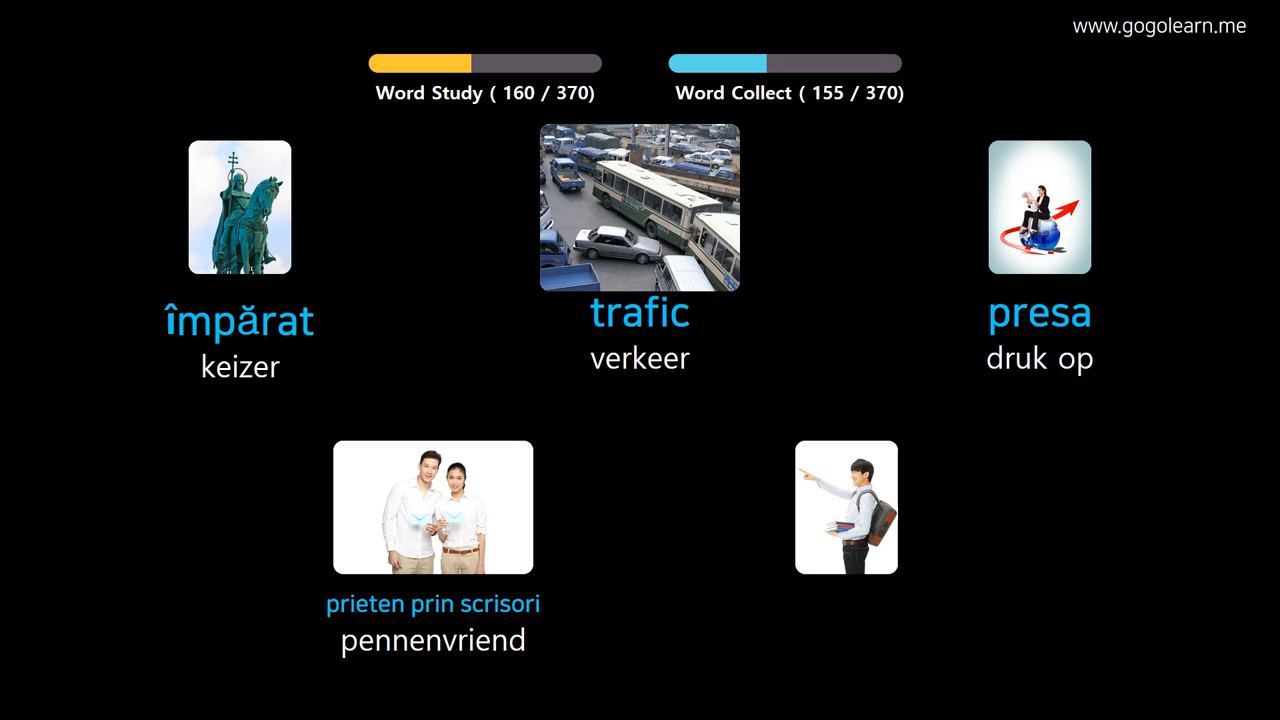 www.gogolearn.me
Word Study ( 160 / 370)
Word Collect ( 155 / 370)
împărat
keizer
trafic
verkeer
presa
druk op
prieten prin scrisori
pennenvriend